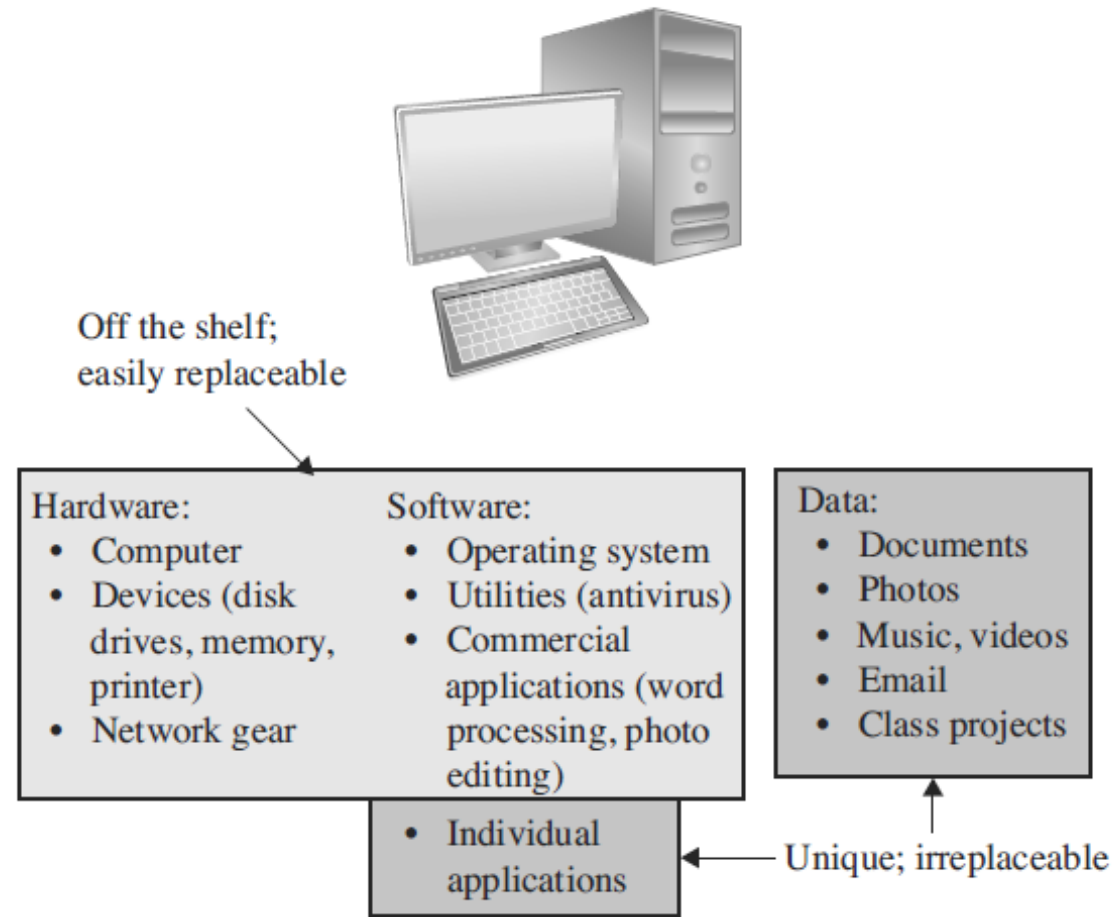 Off the shelf;
easily replaceable
Hardware:
• Computer
• Devices (disk
drives, memory,
printer)
• Network gear
Software:
• Operating system
• Utilities (antivirus)
• Commercial
applications (word
processing, photo
editing)
• Individual
applications
Data:
• Documents
• Photos
• Music, videos
• Email
• Class projects
Unique; irreplaceable